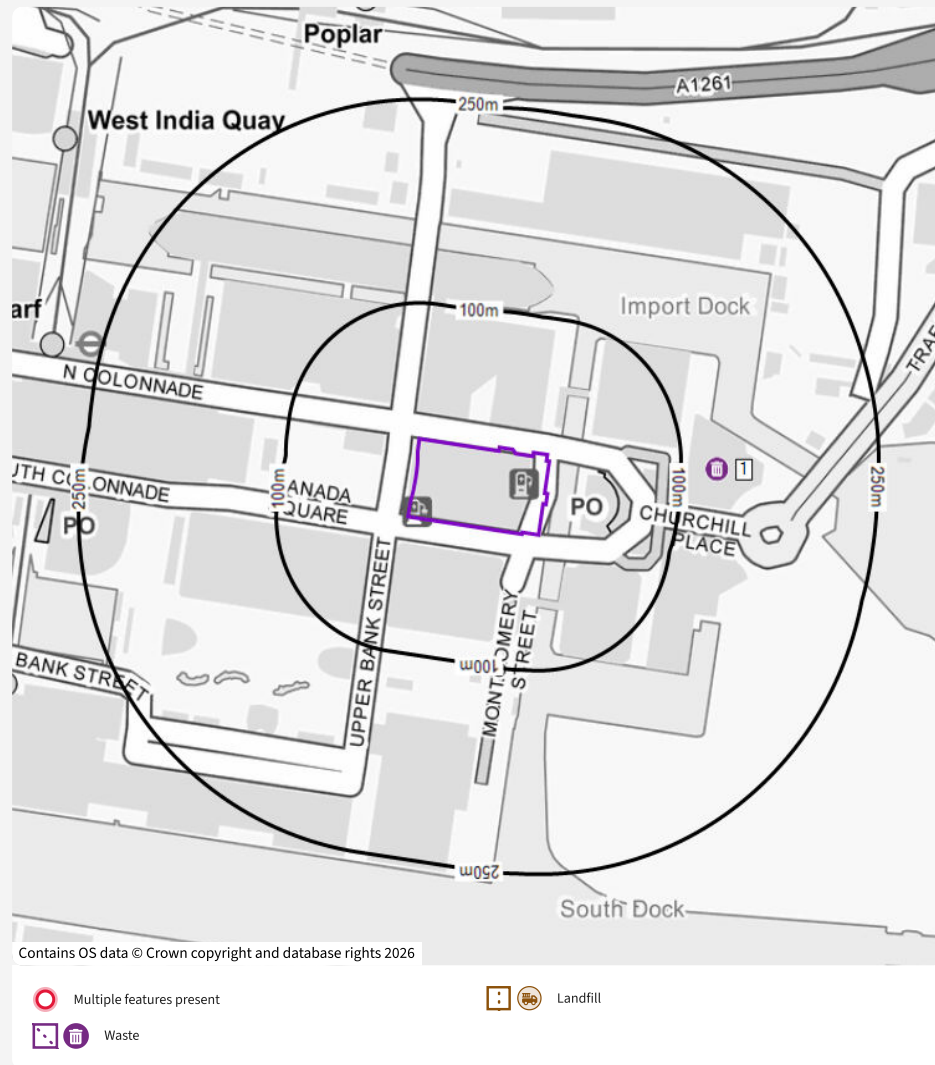 Poplar
A1261
250m
West India Quay
arf
100m
Import Dock
TRAF
N COLONNADE
UTH COLONNADE
250m
100m
ANADA
QUARE
PO
PO
100m
1
250m
CHURCHILL
PLACE
UPPER BANK STREET
MONTGOMERY
STREET
BANK STREET
100m
250m
South Dock
Contains OS data © Crown copyright and database rights 2026
Multiple features present
Landfill
Waste